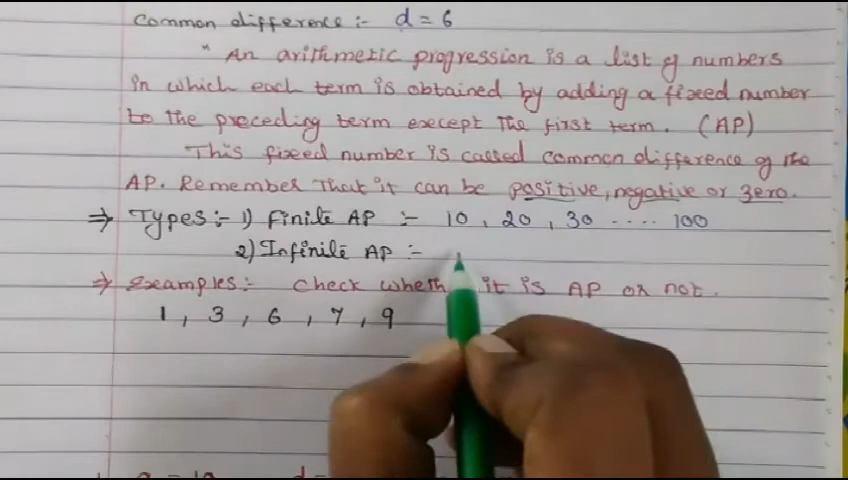 common difference :- d = 6
" An arithmetic progression is a list of numbers
in which each term is obtained by adding a fixed number
to the preceding term except the first term. (AP)
This fixed number is called common difference of the
AP. Remember that it can be positive, negative or zero.
⇒ Types :- 1) Finite AP :- 10, 20, 30 .... 100
2) Infinite AP :-
⇒ examples :- check wheth it is AP or not.
1, 3, 6, 7, 9